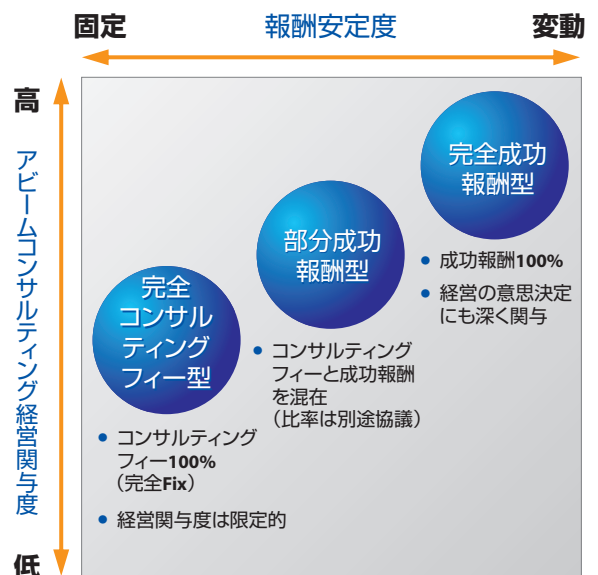 固定
報酬安定度
変動
高
アビームコンサルティング経営関与度
低
完全成功
報酬型
• 成功報酬100%
• 経営の意思決定
にも深く関与
部分成功
報酬型
• コンサルティング
フィーと成功報酬
を混在
（比率は別途協議）
完全
コンサル
ティング
フィー型
• コンサルティング
フィー100%
（完全Fix）
• 経営関与度は限定的